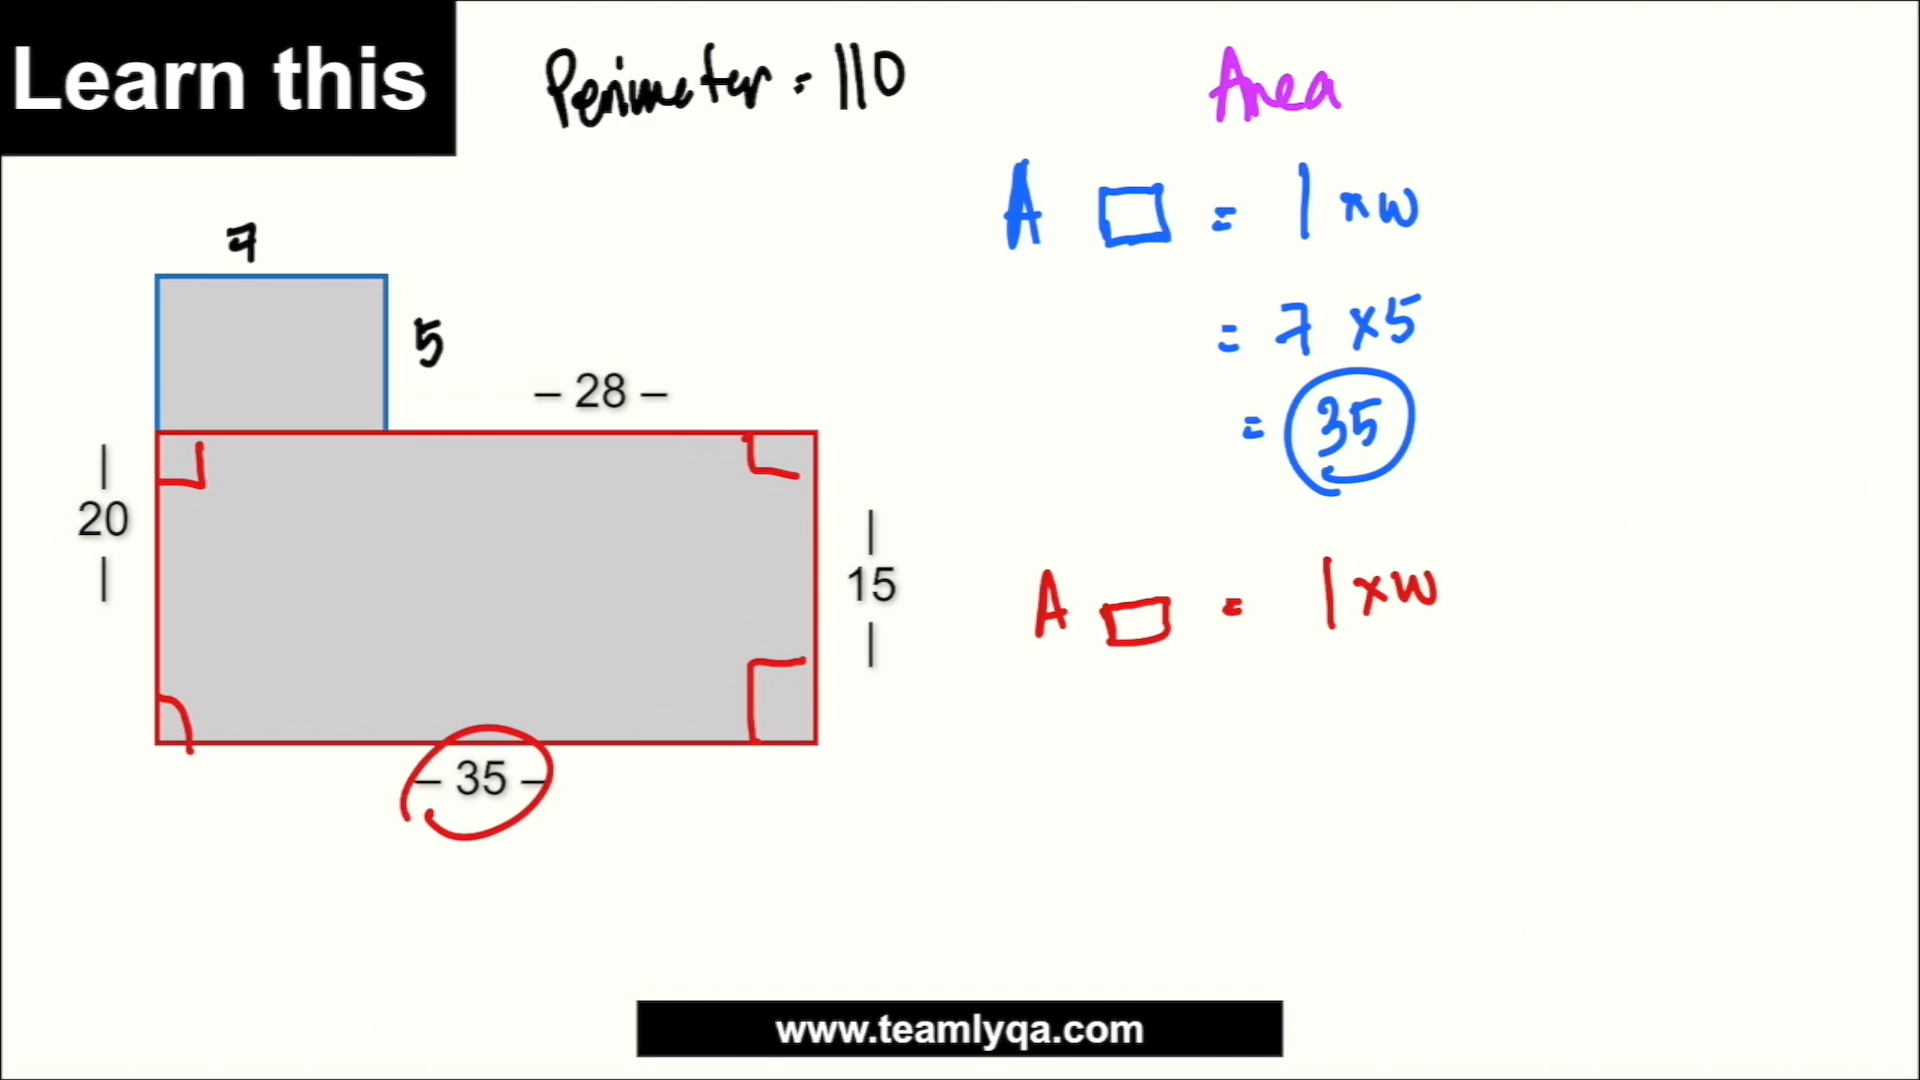 Learn this
Perimeter = 110
Area
A = l x w
7
= 7 x 5
5
– 28 –
= 35
20
15
A = l x w
– 35 –
www.teamlyqa.com